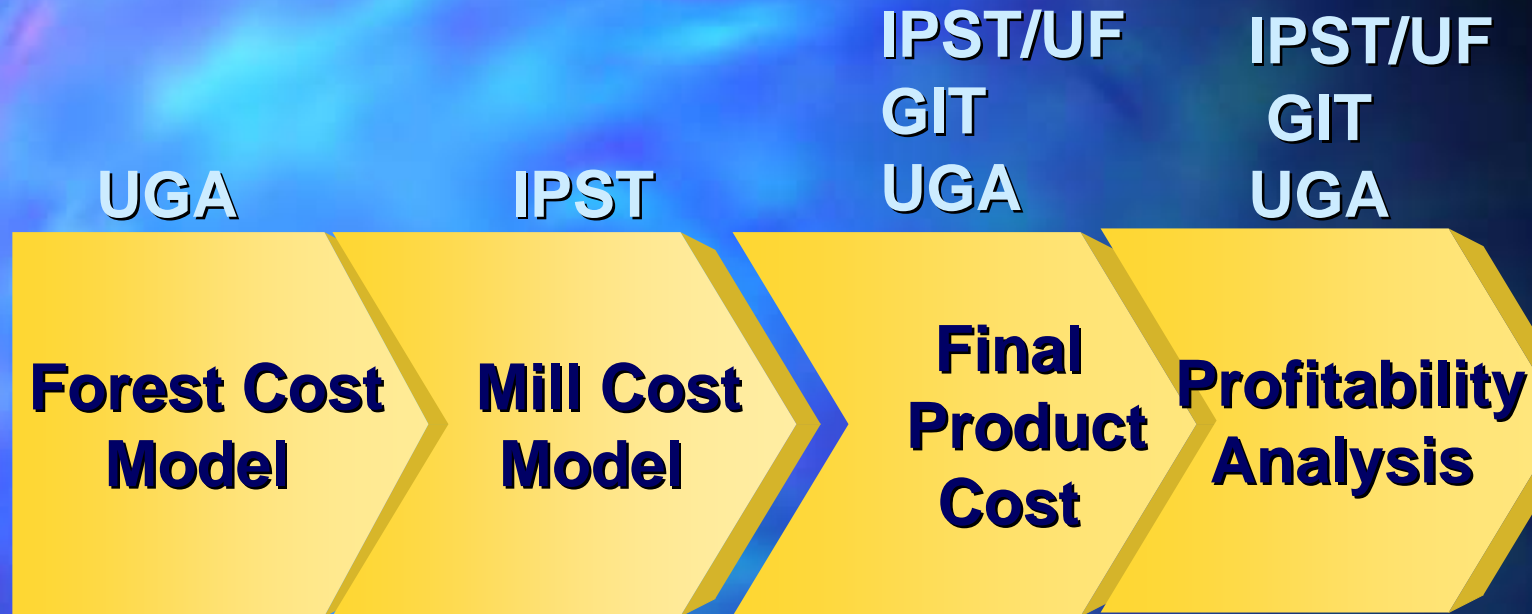 UGA
IPST
IPST/UF
GIT
UGA
IPST/UF
GIT
UGA
Forest Cost
Model
Mill Cost
Model
Final
Product
Cost
Profitability
Analysis